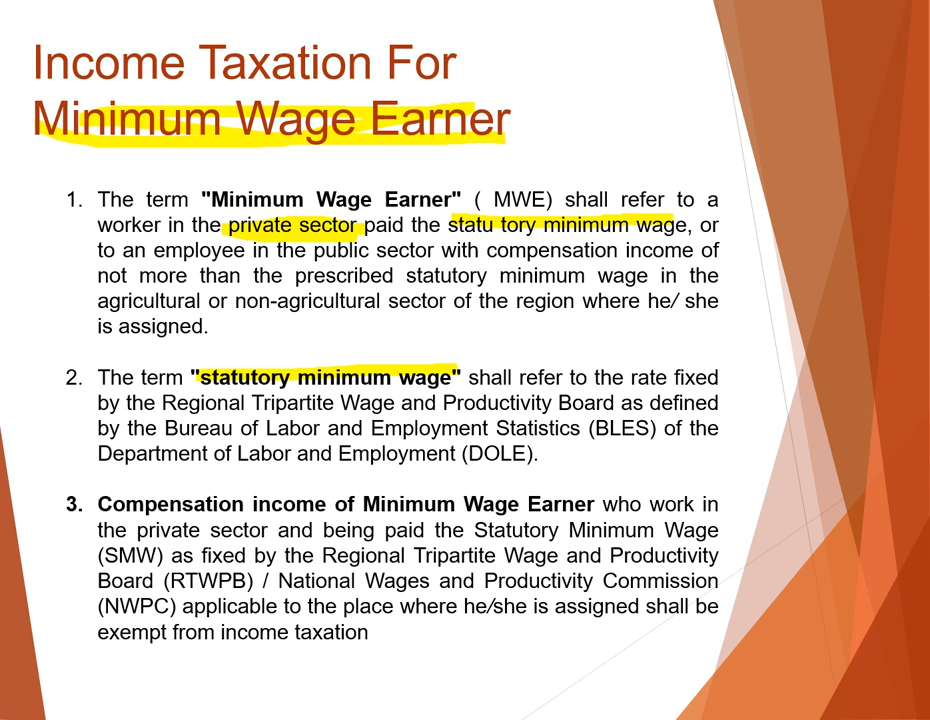 Income Taxation For
Minimum Wage Earner
1. The term "Minimum Wage Earner" ( MWE) shall refer to a
worker in the private sector paid the statu tory minimum wage, or
to an employee in the public sector with compensation income of
not more than the prescribed statutory minimum wage in the
agricultural or non-agricultural sector of the region where he/ she
is assigned.
2. The term "statutory minimum wage" shall refer to the rate fixed
by the Regional Tripartite Wage and Productivity Board as defined
by the Bureau of Labor and Employment Statistics (BLES) of the
Department of Labor and Employment (DOLE).
3. Compensation income of Minimum Wage Earner who work in
the private sector and being paid the Statutory Minimum Wage
(SMW) as fixed by the Regional Tripartite Wage and Productivity
Board (RTWPB) / National Wages and Productivity Commission
(NWPC) applicable to the place where he/she is assigned shall be
exempt from income taxation